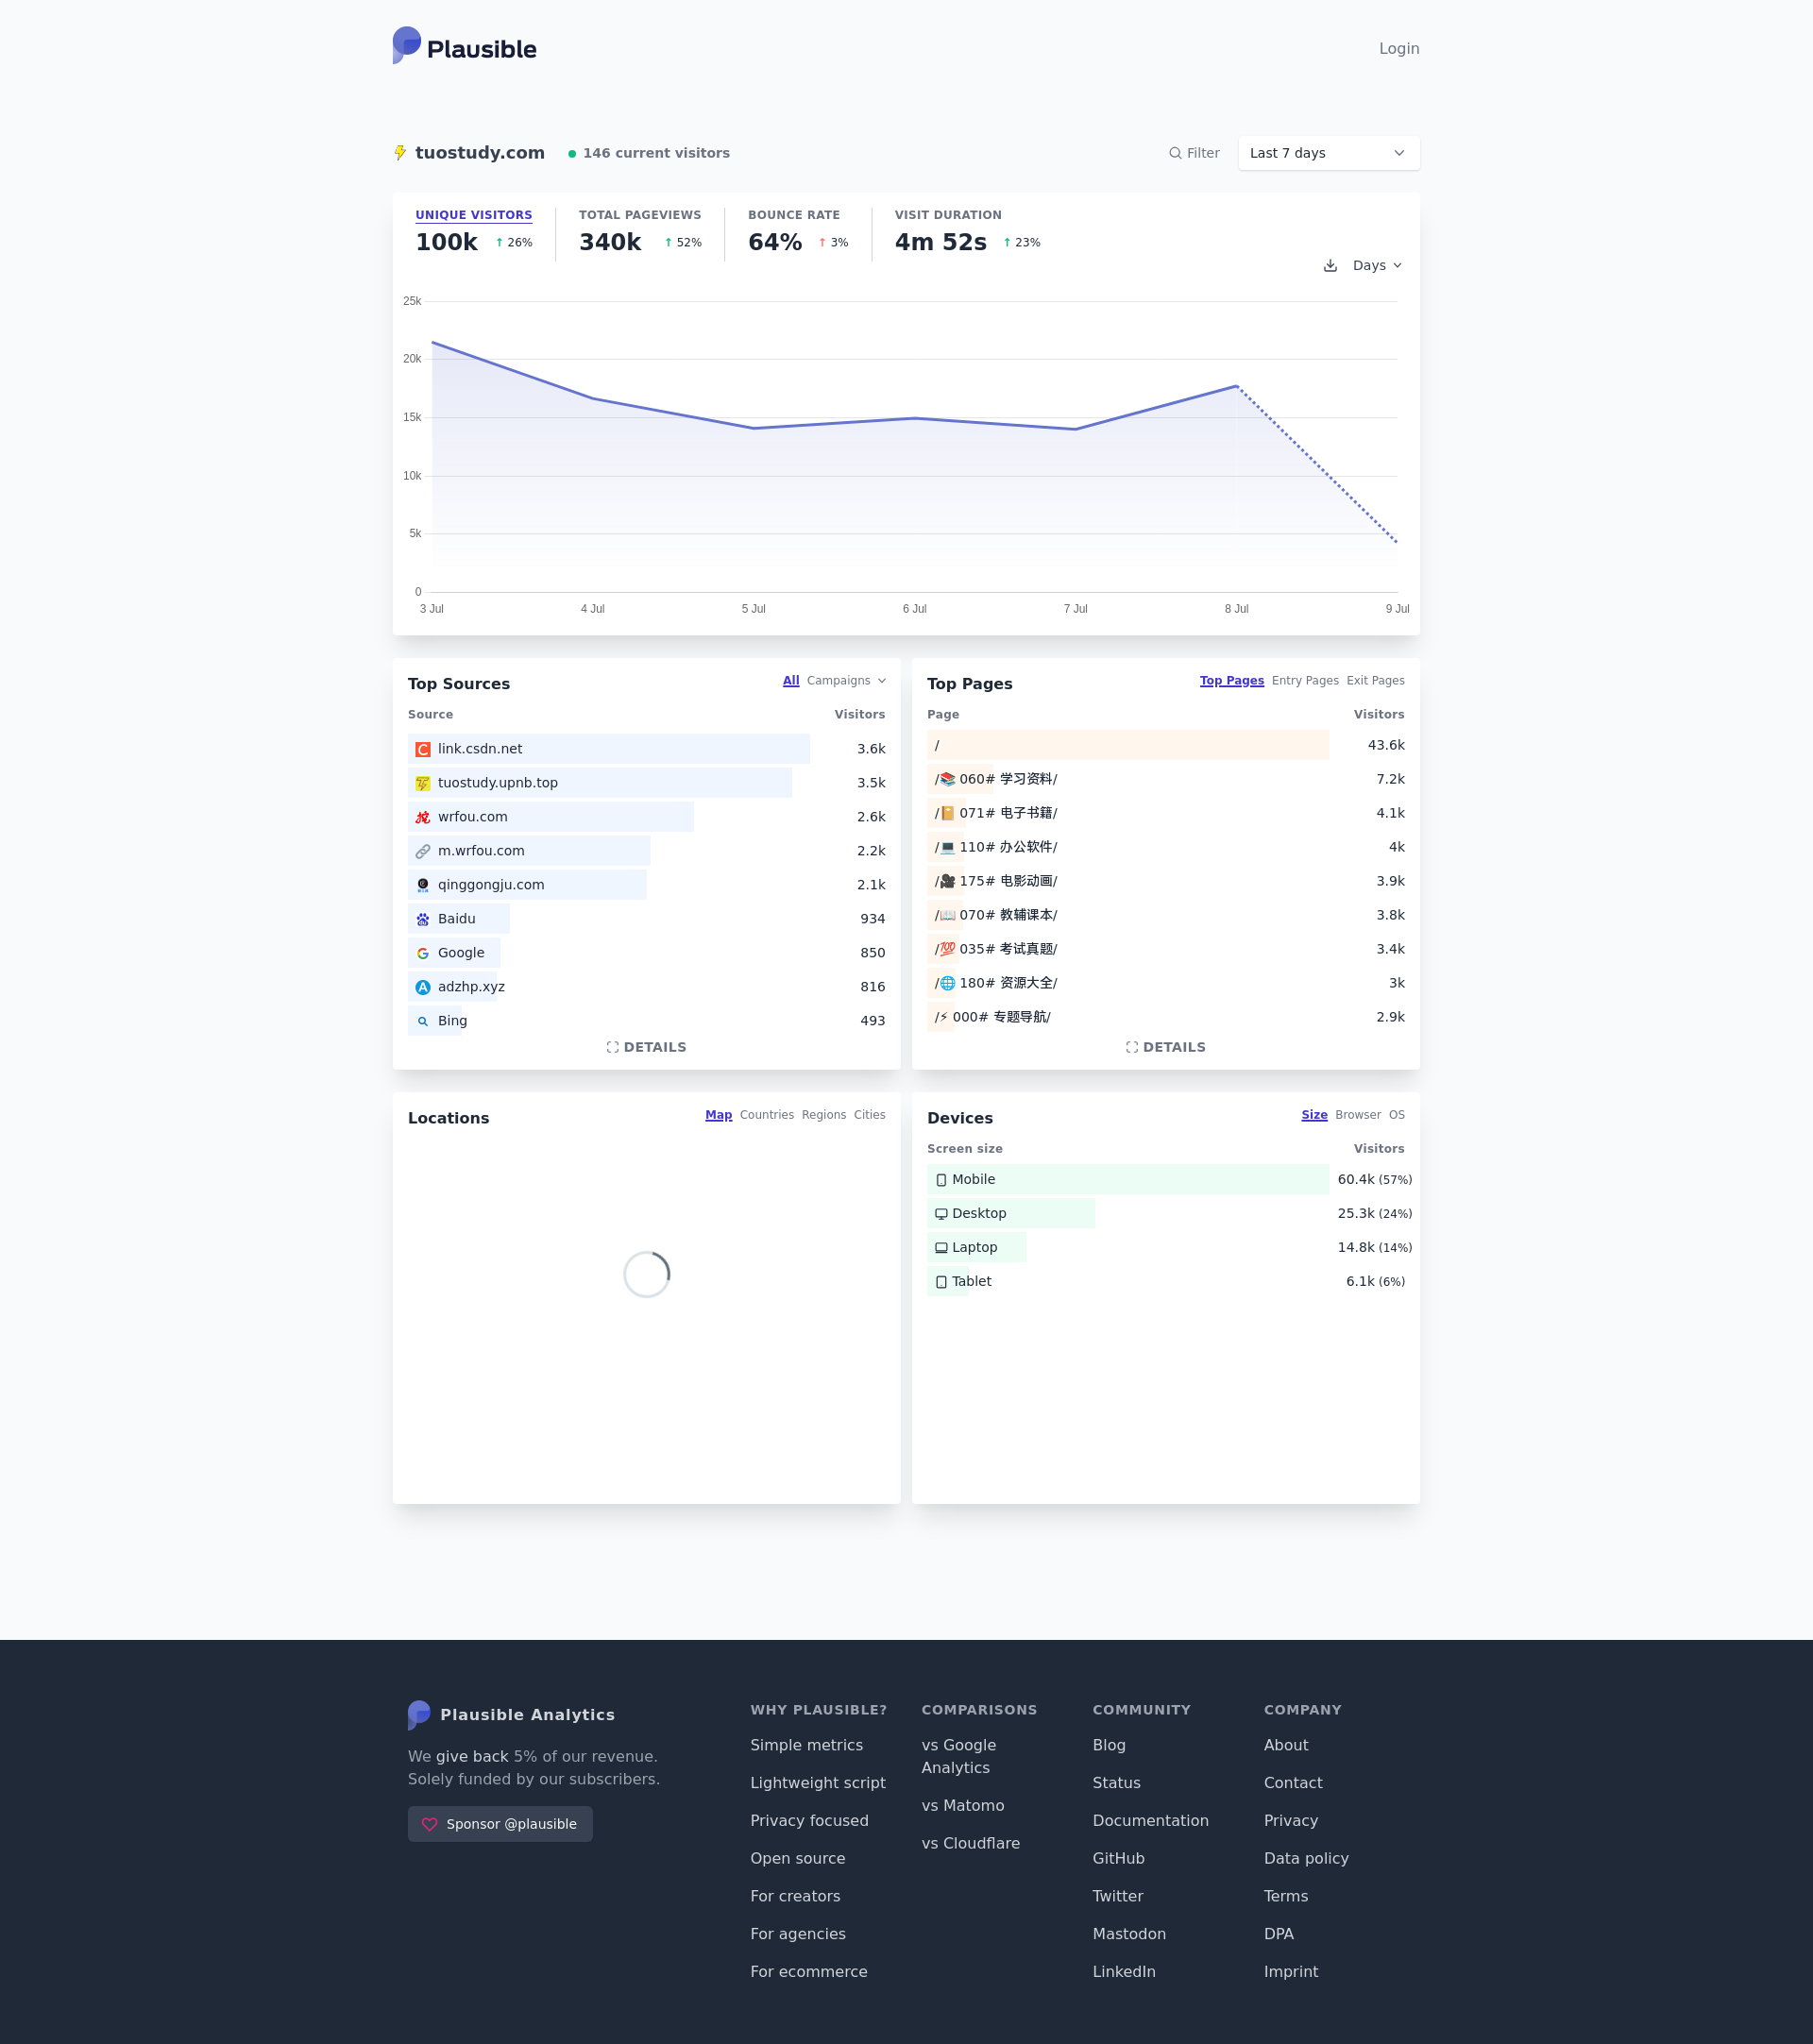 Plausible
Login
tuostudy.com
146 current visitors
Filter
Last 7 days
UNIQUE VISITORS
100k ↑ 26%
TOTAL PAGEVIEWS
340k ↑ 52%
BOUNCE RATE
64% ↑ 3%
VISIT DURATION
4m 52s ↑ 23%
Days
25k
20k
15k
10k
5k
0
3 Jul 4 Jul 5 Jul 6 Jul 7 Jul 8 Jul 9 Jul
Top Sources
All Campaigns
Source Visitors
link.csdn.net 3.6k
tuostudy.upnb.top 3.5k
wrfou.com 2.6k
m.wrfou.com 2.2k
qinggongju.com 2.1k
Baidu 934
Google 850
adzhp.xyz 816
Bing 493
DETAILS
Top Pages
Top Pages Entry Pages Exit Pages
Page Visitors
/ 43.6k
/📚 060# 学习资料/ 7.2k
/📔 071# 电子书籍/ 4.1k
/💻 110# 办公软件/ 4k
/🎥 175# 电影动画/ 3.9k
/📖 070# 教辅课本/ 3.8k
/💯 035# 考试真题/ 3.4k
/🌐 180# 资源大全/ 3k
/⚡ 000# 专题导航/ 2.9k
DETAILS
Locations
Map Countries Regions Cities
Devices
Size Browser OS
Screen size Visitors
Mobile 60.4k (57%)
Desktop 25.3k (24%)
Laptop 14.8k (14%)
Tablet 6.1k (6%)
Plausible Analytics
We give back 5% of our revenue.
Solely funded by our subscribers.
Sponsor @plausible
WHY PLAUSIBLE?
Simple metrics
Lightweight script
Privacy focused
Open source
For creators
For agencies
For ecommerce
COMPARISONS
vs Google
Analytics
vs Matomo
vs Cloudflare
COMMUNITY
Blog
Status
Documentation
GitHub
Twitter
Mastodon
LinkedIn
COMPANY
About
Contact
Privacy
Data policy
Terms
DPA
Imprint